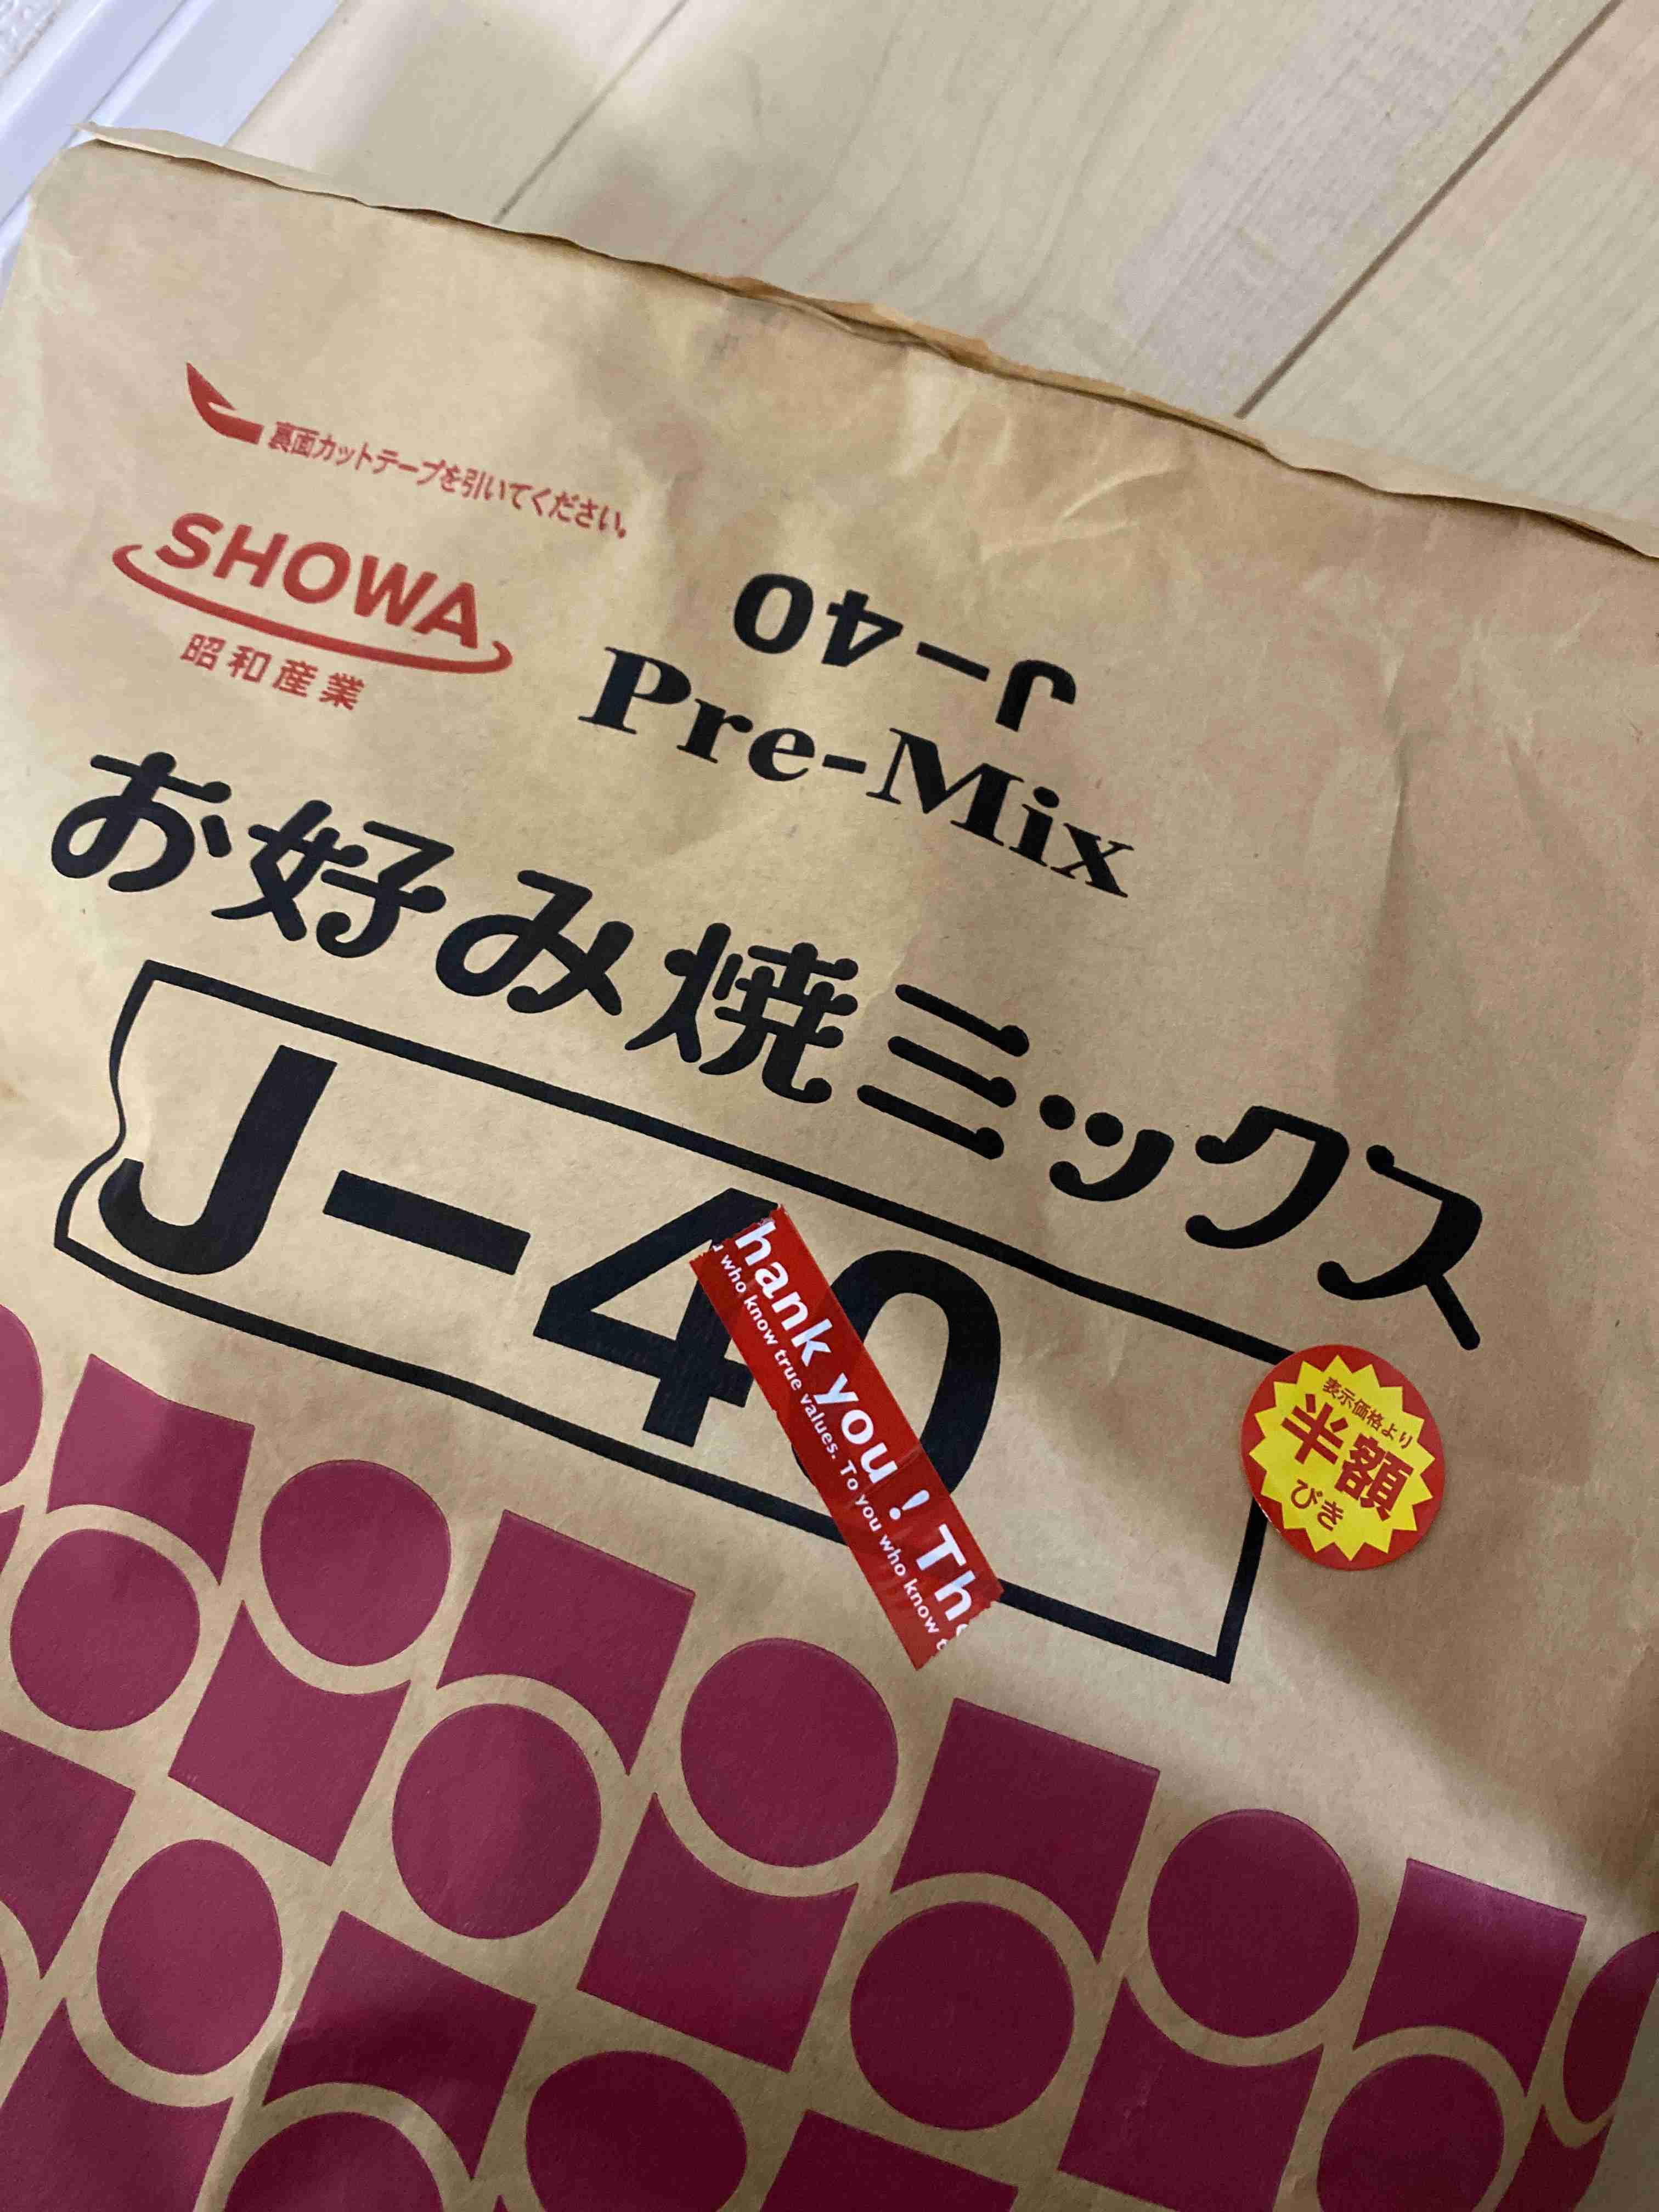 裏面カットテープを引いてください。
SHOWA
昭和産業
J-40
Pre-Mix
お好み焼ミックス
J-40
hank you! Th
who know true values. To you who know t
表示価格より
半額
びき